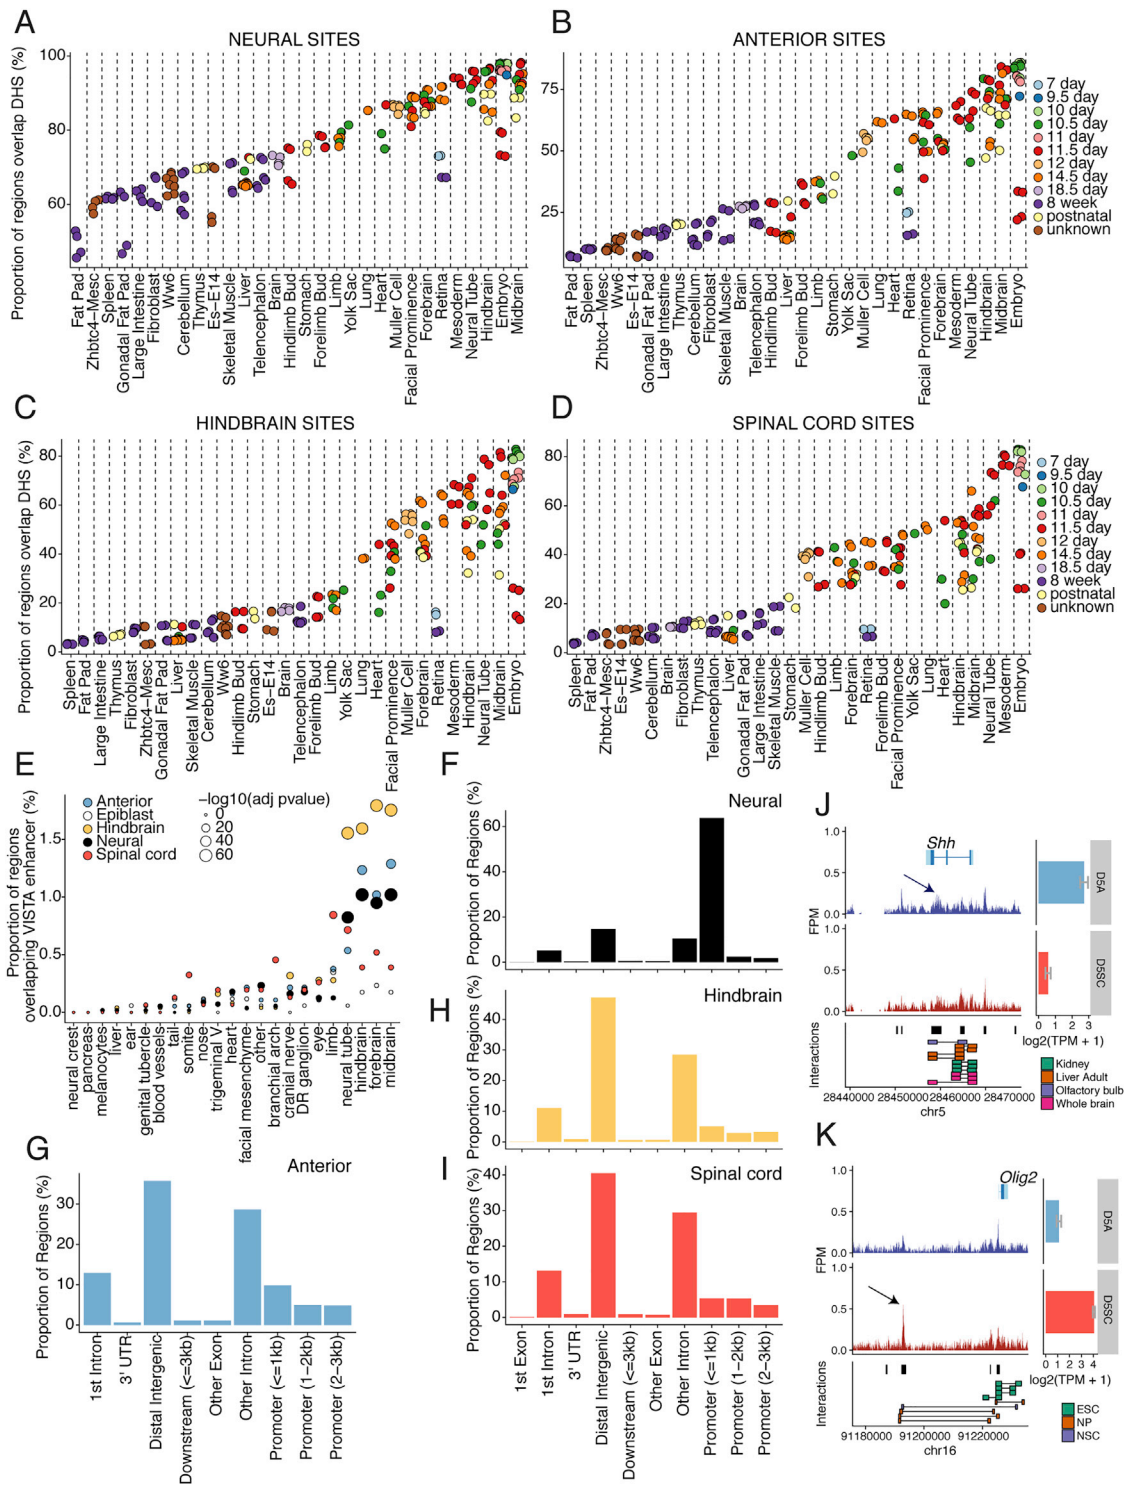 A
NEURAL SITES
Proportion of regions overlap DHS (%)
100
80
60
Fat Pad
Zhbtc4−Mesc
Spleen
Gonadal Fat Pad
Large Intestine
Fibroblast
Ww6
Cerebellum
Thymus
Es−E14
Skeletal Muscle
Liver
Telencephalon
Brain
Hindlimb Bud
Stomach
Forelimb Bud
Limb
Yolk Sac
Lung
Heart
Muller Cell
Facial Prominence
Forebrain
Retina
Mesoderm
Neural Tube
Hindbrain
Embryo
Midbrain
B
ANTERIOR SITES
75
50
25
Fat Pad
Spleen
Zhbtc4−Mesc
Ww6
Es−E14
Gonadal Fat Pad
Large Intestine
Thymus
Cerebellum
Fibroblast
Skeletal Muscle
Brain
Telencephalon
Hindlimb Bud
Liver
Forelimb Bud
Limb
Stomach
Yolk Sac
Muller Cell
Lung
Heart
Retina
Facial Prominence
Forebrain
Mesoderm
Neural Tube
Hindbrain
Midbrain
Embryo
7 day
9.5 day
10 day
10.5 day
11 day
11.5 day
12 day
14.5 day
18.5 day
8 week
postnatal
unknown
C
HINDBRAIN SITES
Proportion of regions overlap DHS (%)
80
60
40
20
0
Spleen
Fat Pad
Large Intestine
Thymus
Fibroblast
Zhbtc4−Mesc
Gonadal Fat Pad
Liver
Skeletal Muscle
Cerebellum
Ww6
Hindlimb Bud
Stomach
Es−E14
Brain
Telencephalon
Forelimb Bud
Limb
Yolk Sac
Lung
Heart
Facial Prominence
Muller Cell
Forebrain
Retina
Mesoderm
Hindbrain
Neural Tube
Midbrain
Embryo
D
SPINAL CORD SITES
80
60
40
20
0
Spleen
Fat Pad
Zhbtc4−Mesc
Es−E14
Ww6
Cerebellum
Brain
Fibroblast
Thymus
Telencephalon
Liver
Gonadal Fat Pad
Large Intestine
Skeletal Muscle
Stomach
Muller Cell
Hindlimb Bud
Limb
Forebrain
Retina
Forelimb Bud
Facial Prominence
Yolk Sac
Lung
Heart
Hindbrain
Midbrain
Neural Tube
Mesoderm
Embryo
7 day
9.5 day
10 day
10.5 day
11 day
11.5 day
12 day
14.5 day
18.5 day
8 week
postnatal
unknown
E
Proportion of regions
overlapping VISTA enhancer (%)
1.5
1.0
0.5
0.0
Anterior
Epiblast
Hindbrain
Neural
Spinal cord
−log10(adj pvalue)
0
20
40
60
neural crest
pancreas
melanocytes
liver
ear
genital tubercle
blood vessels
tail
somite
nose
trigeminal V
heart
facial mesenchyme
other
branchial arch
cranial nerve
DR ganglion
eye
limb
neural tube
hindbrain
forebrain
midbrain
F
Neural
Proportion of Regions (%)
60
40
20
0
G
Anterior
Proportion of Regions (%)
30
20
10
0
1st Intron
3' UTR
Distal Intergenic
Downstream (<=3kb)
Other Exon
Other Intron
Promoter (<=1kb)
Promoter (1−2kb)
Promoter (2−3kb)
H
Hindbrain
Proportion of Regions (%)
40
30
20
10
0
I
Spinal cord
Proportion of Regions (%)
40
30
20
10
0
1st Exon
1st Intron
3' UTR
Distal Intergenic
Downstream (<=3kb)
Other Exon
Other Intron
Promoter (<=1kb)
Promoter (1−2kb)
Promoter (2−3kb)
J
Shh
1.0
0.5
0.0
FPM
1.0
0.5
0.0
Interactions
28440000
28450000
28460000
28470000
chr5
D5A
D5SC
0
1
2
3
log2(TPM + 1)
Kidney
Liver Adult
Olfactory bulb
Whole brain
K
Olig2
1.0
0.5
0.0
FPM
1.0
0.5
0.0
Interactions
91180000
91200000
91220000
chr16
D5A
D5SC
0
1
2
3
4
log2(TPM + 1)
ESC
NP
NSC